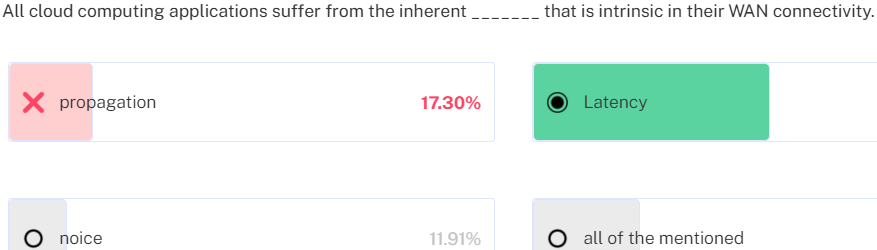 All cloud computing applications suffer from the inherent _______ that is intrinsic in their WAN connectivity.
propagation 17.30% Latency
noice 11.91% all of the mentioned